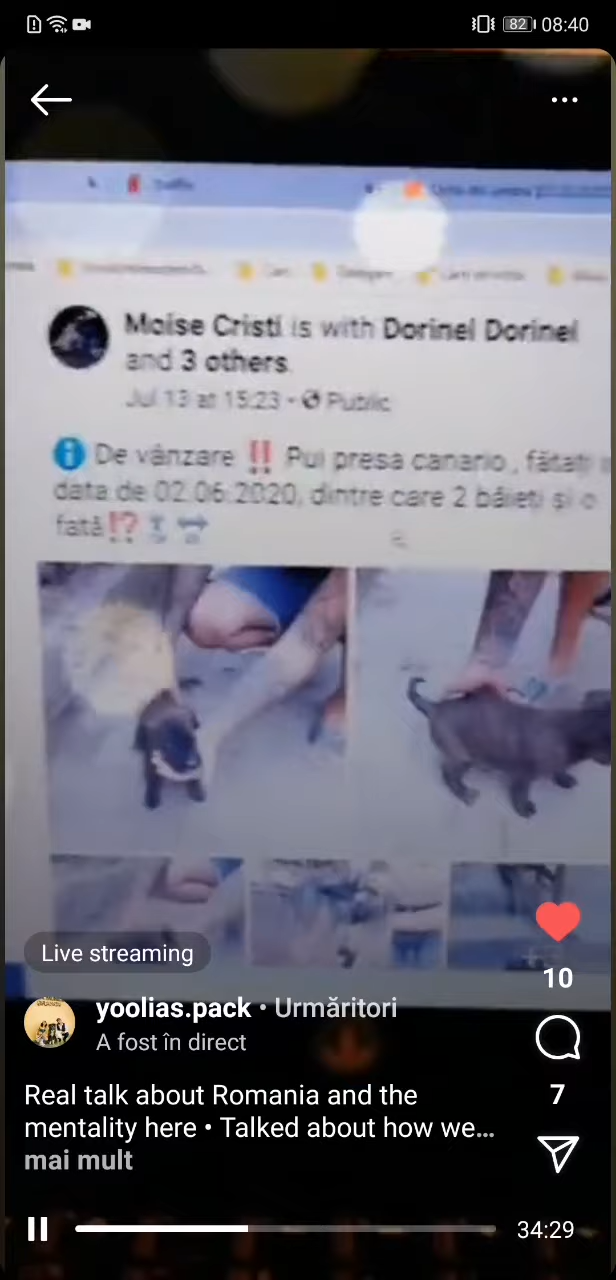 82 08:40
Moise Cristi is with Dorinel Dorinel
and 3 others.
Jul 13 at 15:23 · Public
De vânzare ‼ Pui presa canario, fătați
data de 02.06.2020, dintre care 2 băieți și o
fată⁉
Live streaming
10
yoolias.pack • Urmăritori
A fost în direct
Real talk about Romania and the
7
mentality here • Talked about how we...
mai mult
34:29